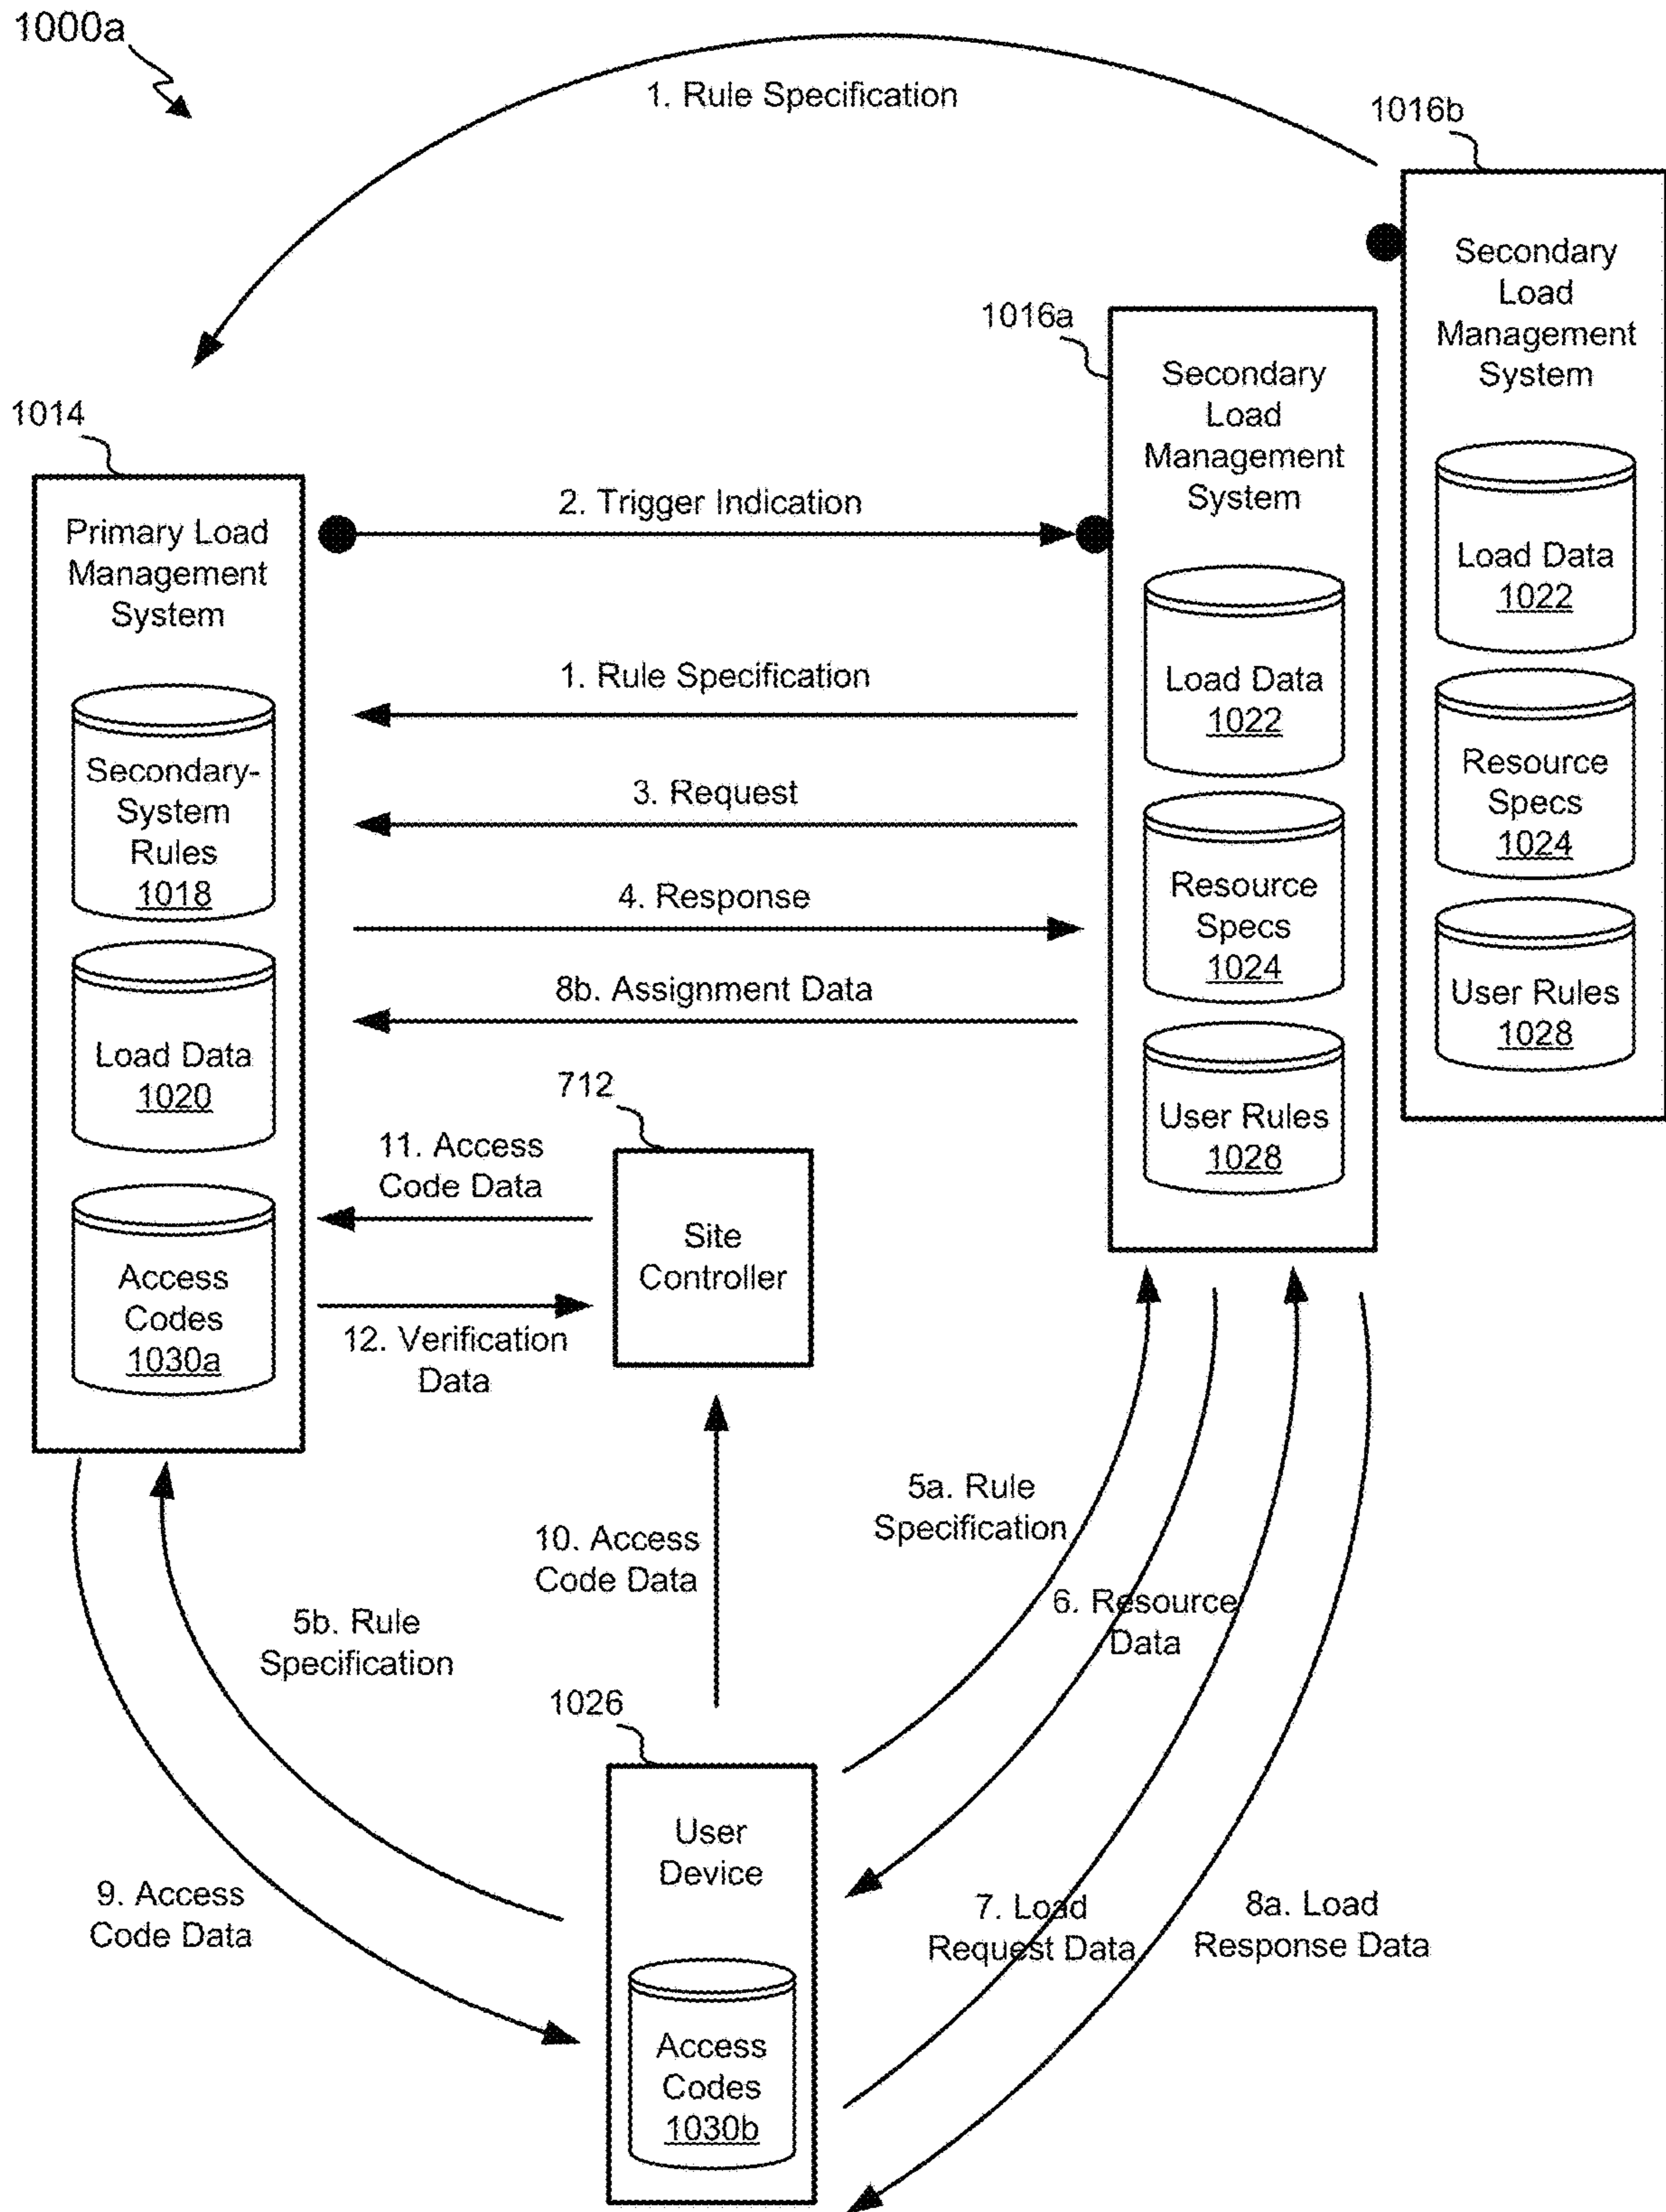 1000a
1. Rule Specification
1016b
Secondary
Load
Management
System
Load Data
1022
Resource
Specs
1024
User Rules
1028
1016a
Secondary
Load
Management
System
Load Data
1022
Resource
Specs
1024
User Rules
1028
1014
Primary Load
Management
System
Secondary-
System
Rules
1018
Load Data
1020
Access
Codes
1030a
2. Trigger Indication
1. Rule Specification
3. Request
4. Response
8b. Assignment Data
712
11. Access
Code Data
Site
Controller
12. Verification
Data
10. Access
Code Data
5a. Rule
Specification
6. Resource
Data
5b. Rule
Specification
1026
User
Device
Access
Codes
1030b
9. Access
Code Data
7. Load
Request Data
8a. Load
Response Data